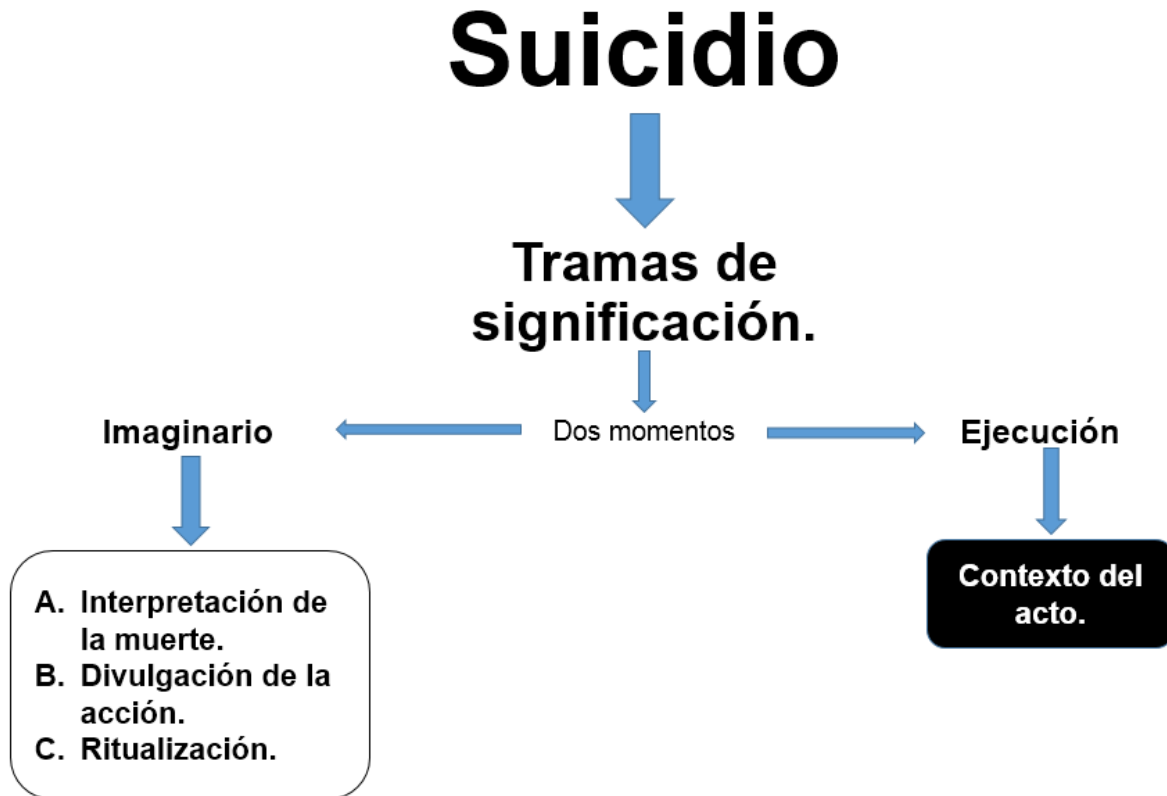 Suicidio
Tramas de
significación.
Imaginario
Dos momentos
Ejecución
A. Interpretación de
la muerte.
B. Divulgación de la
acción.
C. Ritualización.
Contexto del
acto.